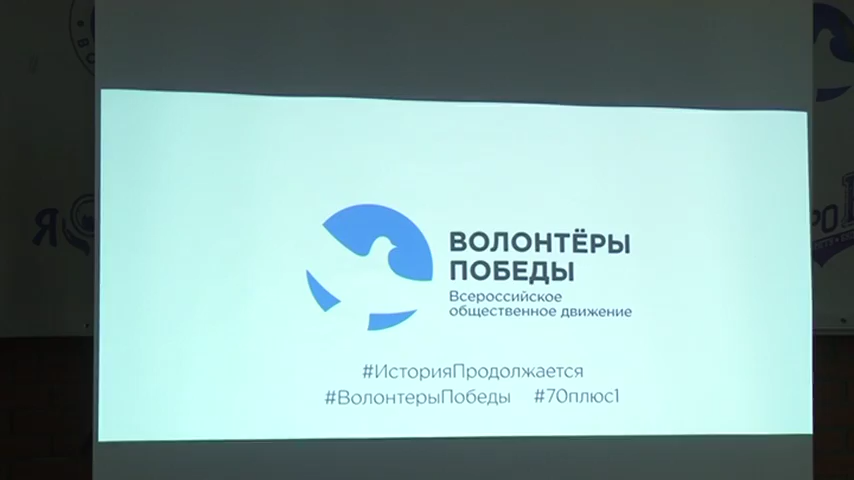 ВОЛОНТЁРЫ
ПОБЕДЫ
Всероссийское
общественное движение
#ИсторияПродолжается
#ВолонтерыПобеды #70плюс1
Я